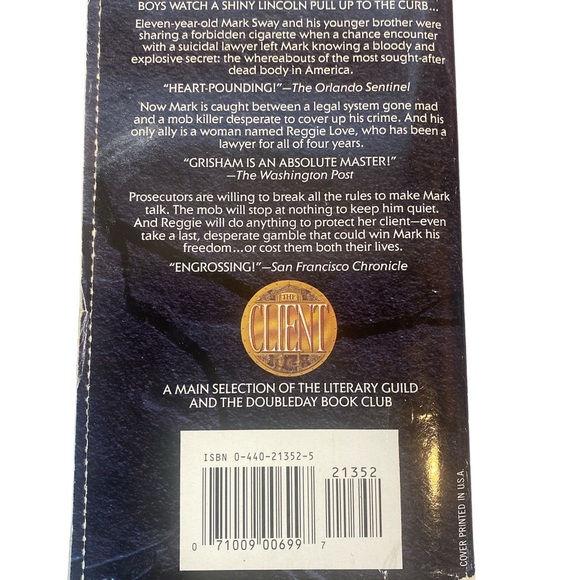 BOYS WATCH A SHINY LINCOLN PULL UP TO THE CURB...
Eleven-year-old Mark Sway and his younger brother were
sharing a forbidden cigarette when a chance encounter
with a suicidal lawyer left Mark knowing a bloody and
explosive secret: the whereabouts of the most sought-after
dead body in America.
“HEART-POUNDING!”—The Orlando Sentinel
Now Mark is caught between a legal system gone mad
and a mob killer desperate to cover up his crime. And his
only ally is a woman named Reggie Love, who has been a
lawyer for all of four years.
“GRISHAM IS AN ABSOLUTE MASTER!”
—The Washington Post
Prosecutors are willing to break all the rules to make Mark
talk. The mob will stop at nothing to keep him quiet.
And Reggie will do anything to protect her client—even
take a last, desperate gamble that could win Mark his
freedom...or cost them both their lives.
“ENGROSSING!”—San Francisco Chronicle
THE
CLIENT
A MAIN SELECTION OF THE LITERARY GUILD
AND THE DOUBLEDAY BOOK CLUB
ISBN 0-440-21352-5
21352
0 71009 00699 7
COVER PRINTED IN U.S.A.